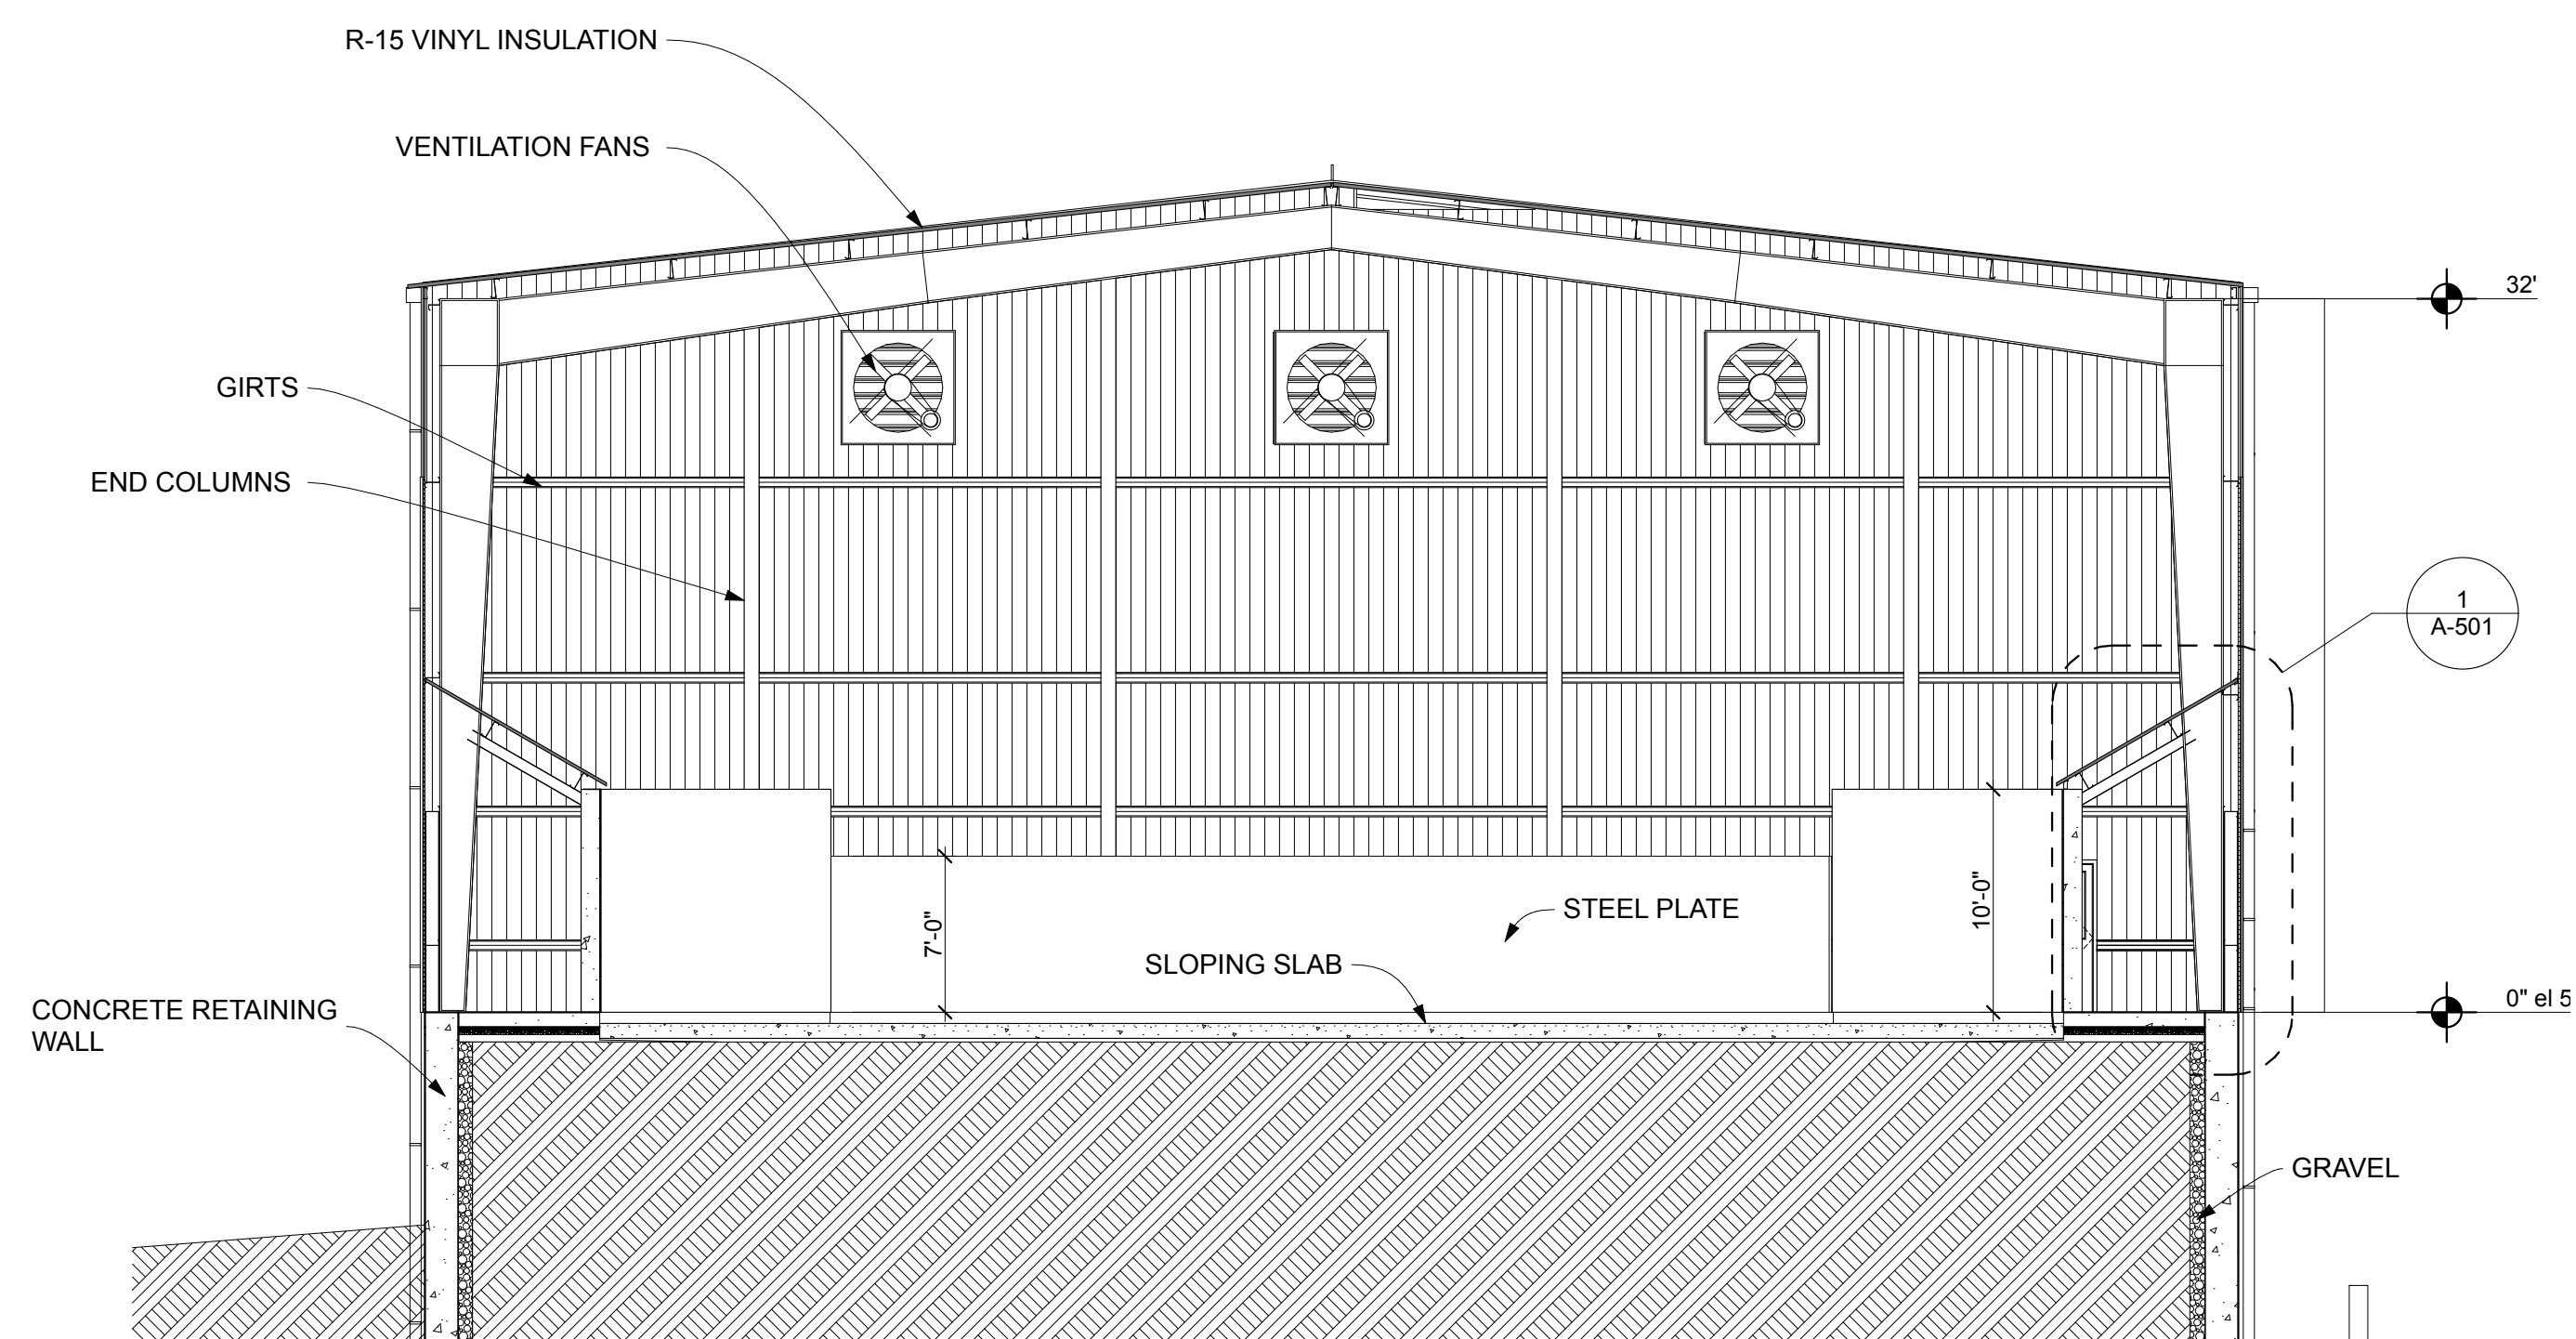 R-15 VINYL INSULATION
VENTILATION FANS
32'
GIRTS
END COLUMNS
1
A-501
7'-0"
10'-0"
STEEL PLATE
SLOPING SLAB
0" el 5
CONCRETE RETAINING
WALL
GRAVEL